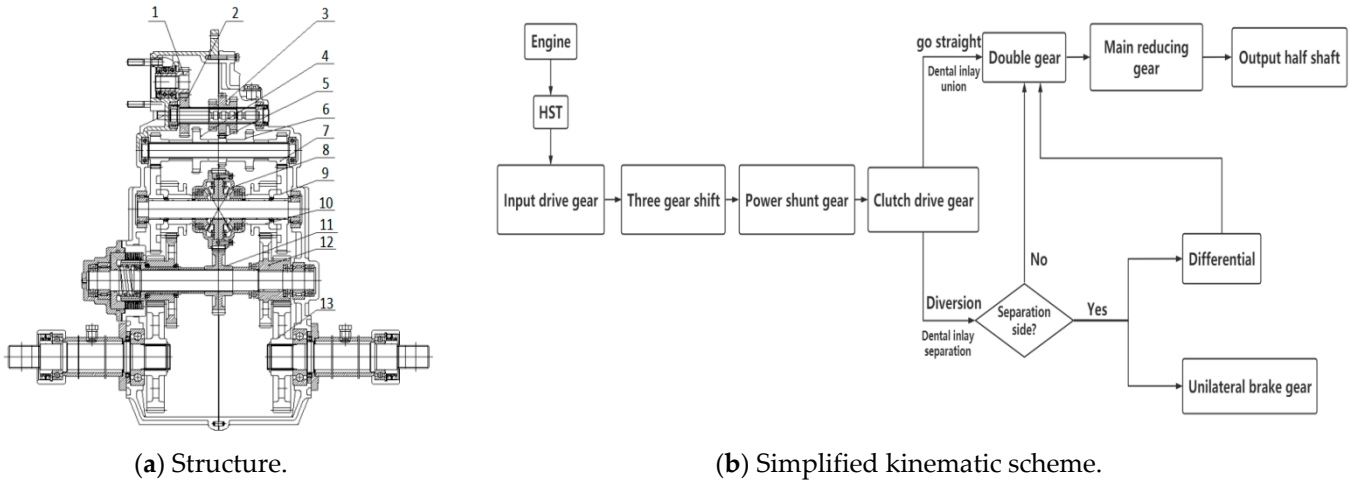 1
2
3
4
5
6
7
8
9
10
11
12
13
(a) Structure.
Engine
HST
Input drive gear
Three gear shift
Power shunt gear
Clutch drive gear
go straight
Dental inlay
union
Double gear
Main reducing
gear
Output half shaft
Diversion
Dental inlay
separation
Separation
side?
No
Yes
Differential
Unilateral brake gear
(b) Simplified kinematic scheme.